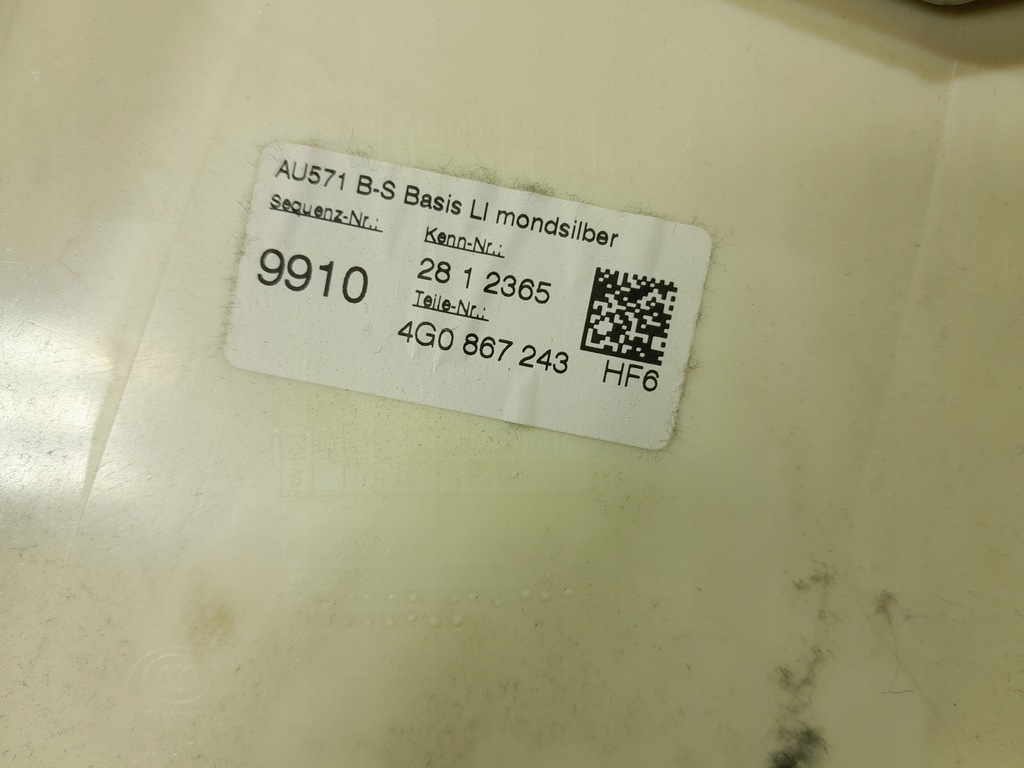 AU571 B-S Basis LI mondsilber
Sequenz-Nr.:
Kenn-Nr.:
9910
28 1 2365
Teile-Nr.:
4G0 867 243
HF6